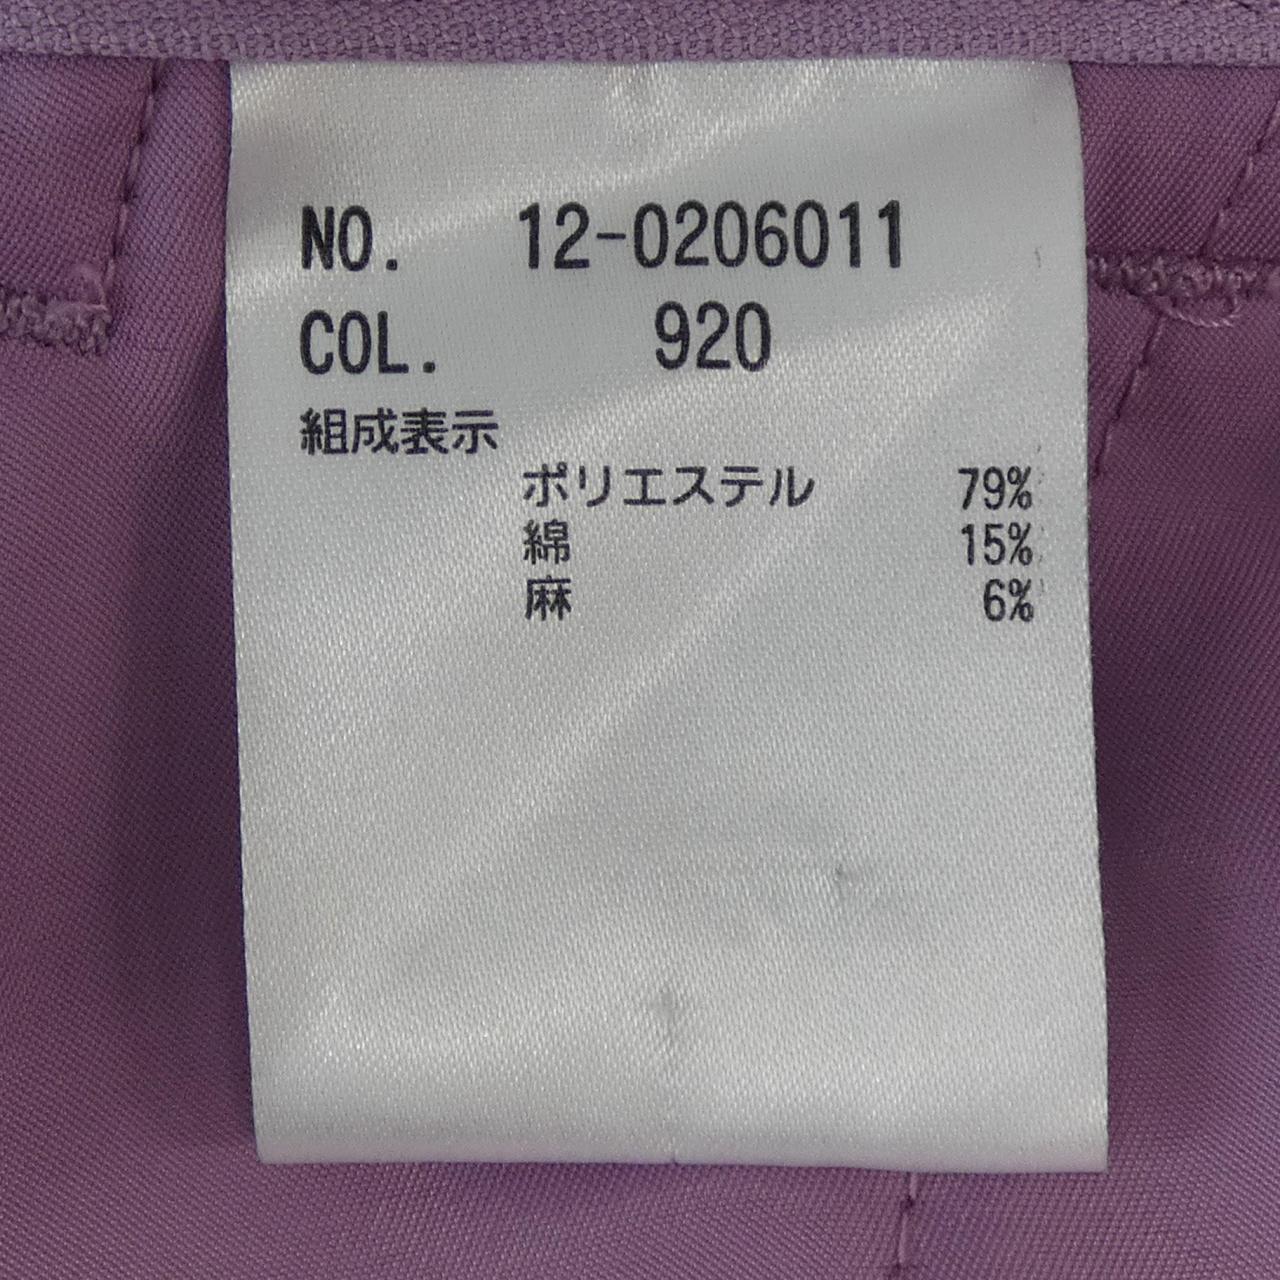 NO. 12-0206011
COL. 920
組成表示
ポリエステル 79%
綿 15%
麻 6%